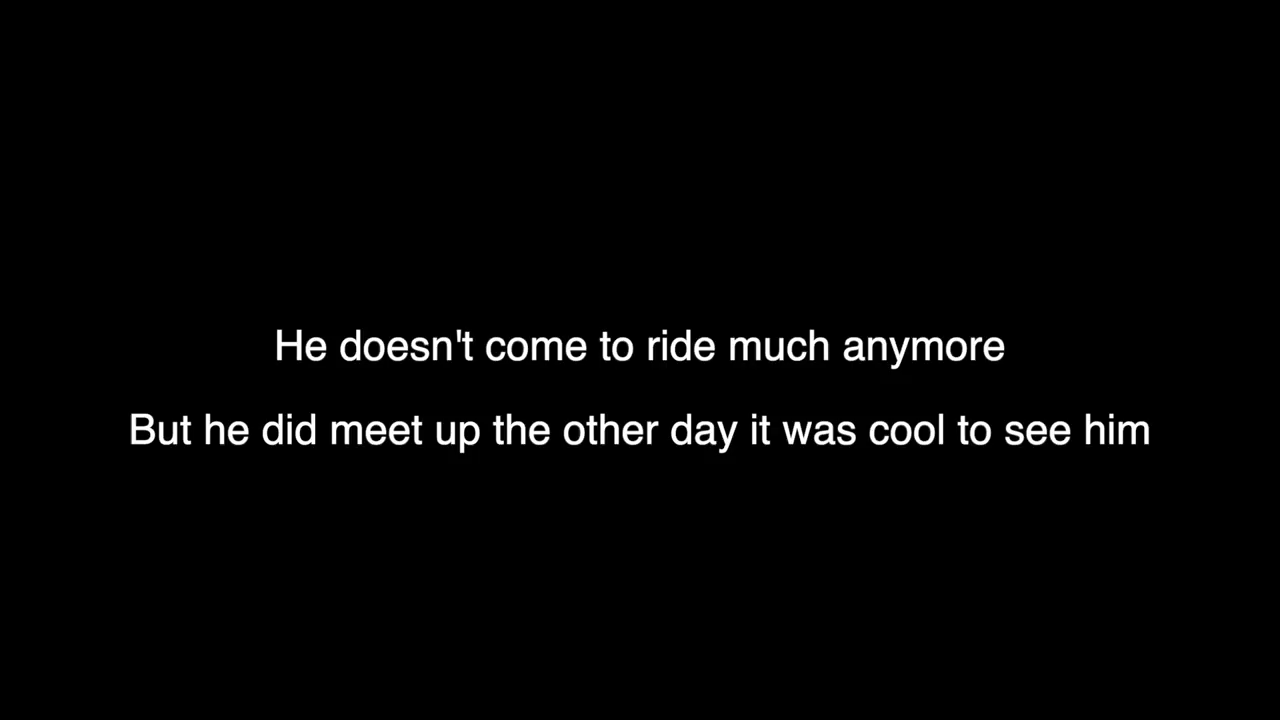 He doesn't come to ride much anymore
But he did meet up the other day it was cool to see him